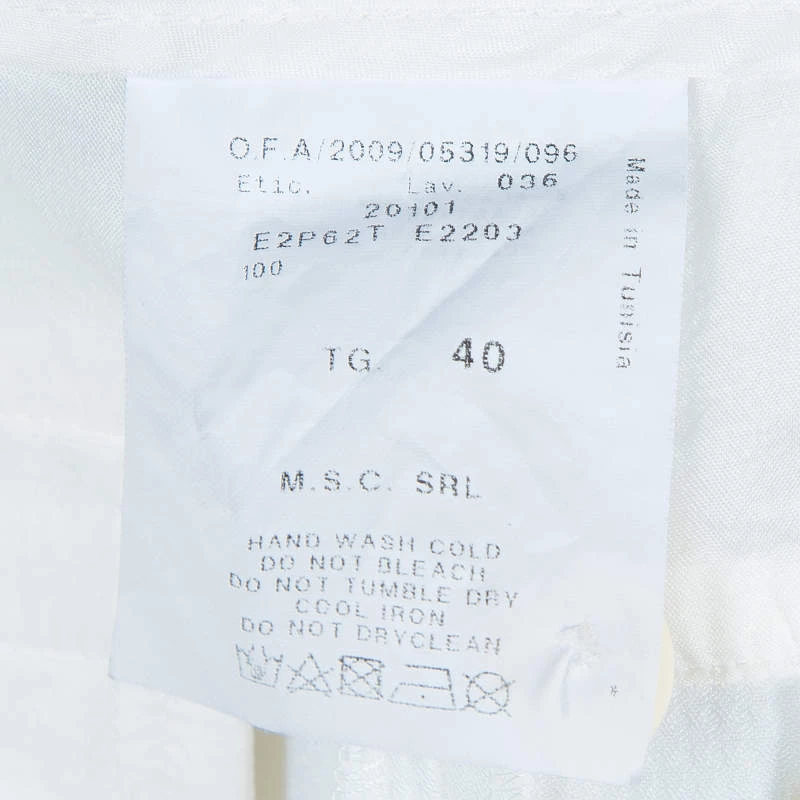 O.F.A/2009/05319/096
Etic. Lav. 036
20101
E2P62T E2203
100
TG. 40
M.S.C. SRL
HAND WASH COLD
DO NOT BLEACH
DO NOT TUMBLE DRY
COOL IRON
DO NOT DRYCLEAN
*
Made in Tunisia